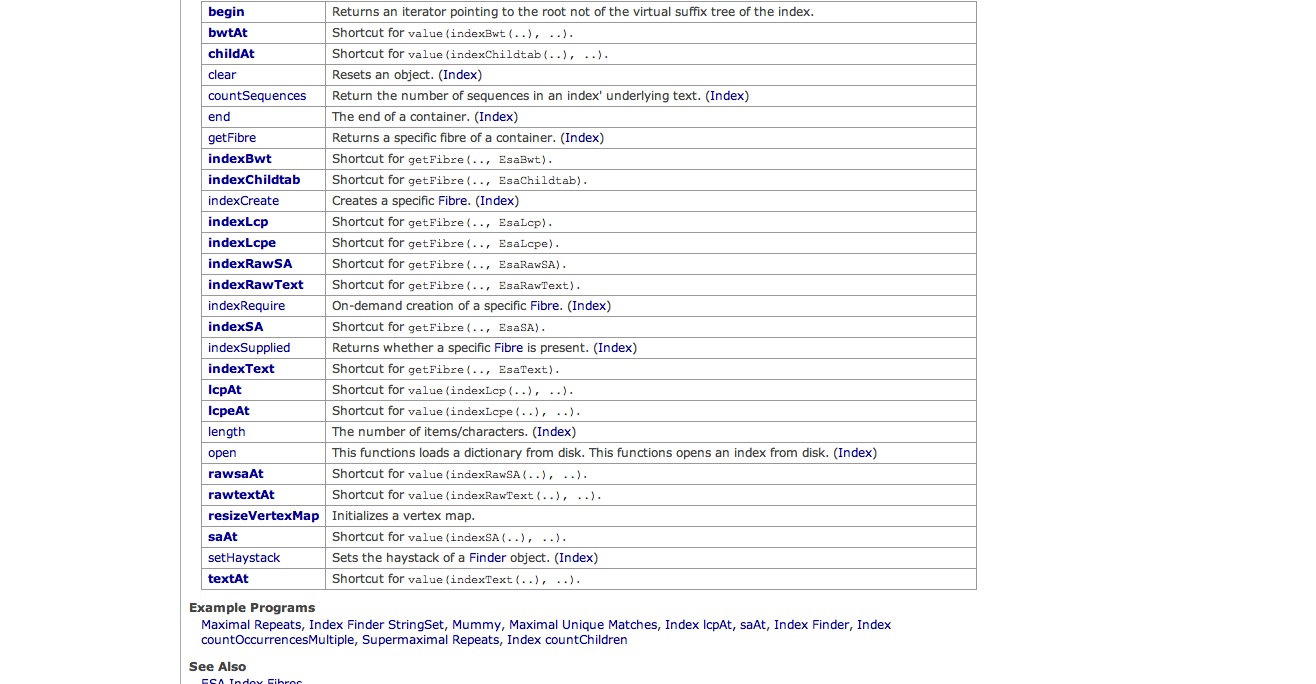 begin Returns an iterator pointing to the root not of the virtual suffix tree of the index.
bwtAt Shortcut for value(indexBwt(..), ..).
childAt Shortcut for value(indexChildtab(..), ..).
clear Resets an object. (Index)
countSequences Return the number of sequences in an index' underlying text. (Index)
end The end of a container. (Index)
getFibre Returns a specific fibre of a container. (Index)
indexBwt Shortcut for getFibre(.., EsaBwt).
indexChildtab Shortcut for getFibre(.., EsaChildtab).
indexCreate Creates a specific Fibre. (Index)
indexLcp Shortcut for getFibre(.., EsaLcp).
indexLcpe Shortcut for getFibre(.., EsaLcpe).
indexRawSA Shortcut for getFibre(.., EsaRawSA).
indexRawText Shortcut for getFibre(.., EsaRawText).
indexRequire On-demand creation of a specific Fibre. (Index)
indexSA Shortcut for getFibre(.., EsaSA).
indexSupplied Returns whether a specific Fibre is present. (Index)
indexText Shortcut for getFibre(.., EsaText).
lcpAt Shortcut for value(indexLcp(..), ..).
lcpeAt Shortcut for value(indexLcpe(..), ..).
length The number of items/characters. (Index)
open This functions loads a dictionary from disk. This functions opens an index from disk. (Index)
rawsaAt Shortcut for value(indexRawSA(..), ..).
rawtextAt Shortcut for value(indexRawText(..), ..).
resizeVertexMap Initializes a vertex map.
saAt Shortcut for value(indexSA(..), ..).
setHaystack Sets the haystack of a Finder object. (Index)
textAt Shortcut for value(indexText(..), ..).
Example Programs
Maximal Repeats, Index Finder StringSet, Mummy, Maximal Unique Matches, Index lcpAt, saAt, Index Finder, Index
countOccurrencesMultiple, Supermaximal Repeats, Index countChildren
See Also
ESA Index Fibres